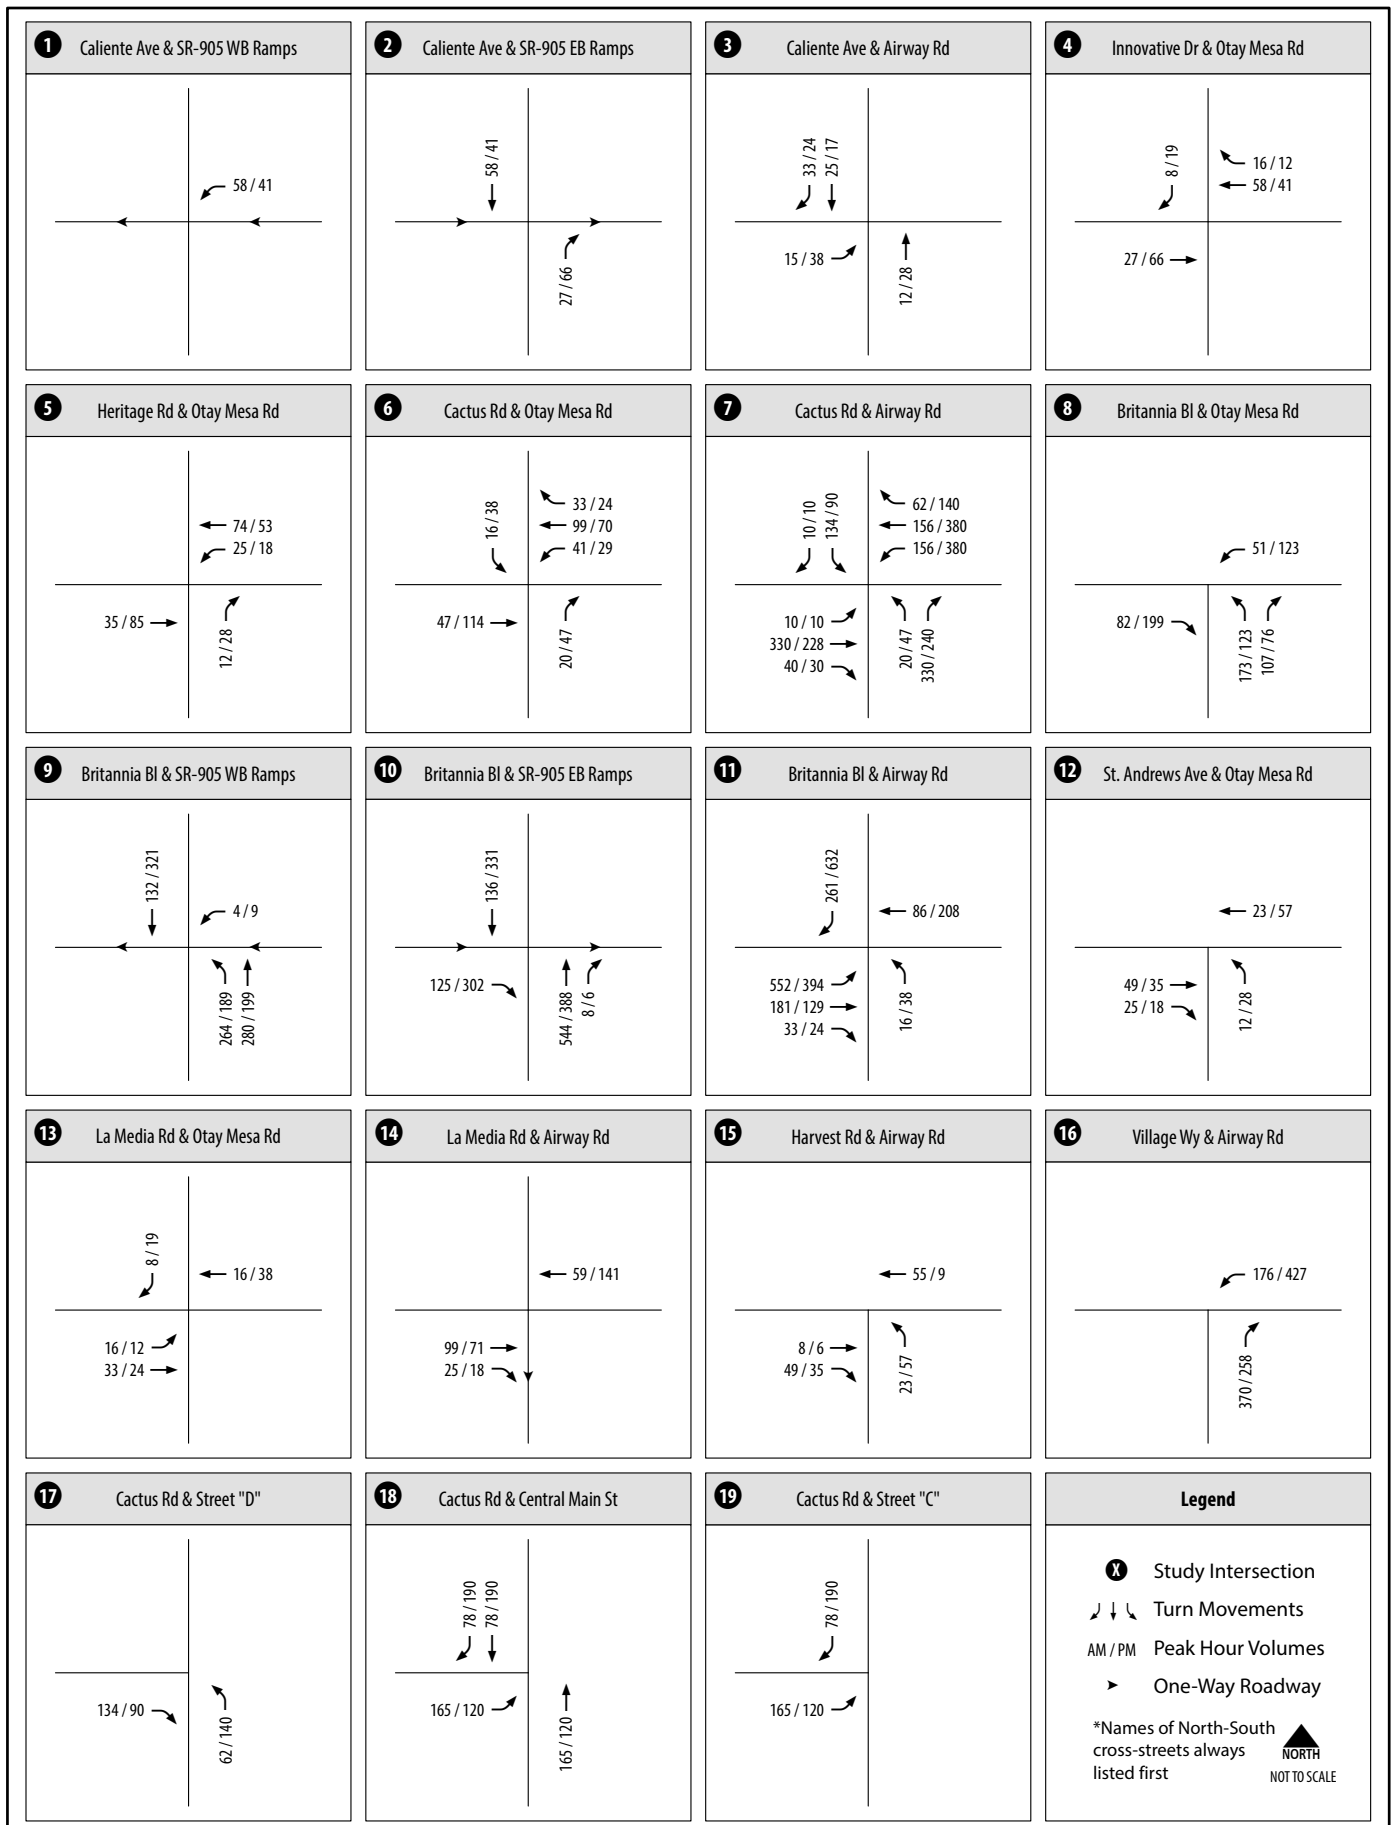 1 Caliente Ave & SR-905 WB Ramps
58 / 41
2 Caliente Ave & SR-905 EB Ramps
58 / 41
27 / 66
3 Caliente Ave & Airway Rd
33 / 24
25 / 17
15 / 38
12 / 28
4 Innovative Dr & Otay Mesa Rd
8 / 19
16 / 12
58 / 41
27 / 66
5 Heritage Rd & Otay Mesa Rd
74 / 53
25 / 18
35 / 85
12 / 28
6 Cactus Rd & Otay Mesa Rd
16 / 38
33 / 24
99 / 70
41 / 29
47 / 114
20 / 47
7 Cactus Rd & Airway Rd
10 / 10
134 / 90
62 / 140
156 / 380
156 / 380
10 / 10
330 / 228
40 / 30
20 / 47
330 / 240
8 Britannia Bl & Otay Mesa Rd
51 / 123
82 / 199
173 / 123
107 / 76
9 Britannia Bl & SR-905 WB Ramps
132 / 321
4 / 9
264 / 189
280 / 199
10 Britannia Bl & SR-905 EB Ramps
136 / 331
125 / 302
544 / 388
8 / 6
11 Britannia Bl & Airway Rd
261 / 632
86 / 208
552 / 394
181 / 129
33 / 24
16 / 38
12 St. Andrews Ave & Otay Mesa Rd
23 / 57
49 / 35
25 / 18
12 / 28
13 La Media Rd & Otay Mesa Rd
8 / 19
16 / 38
16 / 12
33 / 24
14 La Media Rd & Airway Rd
59 / 141
99 / 71
25 / 18
15 Harvest Rd & Airway Rd
55 / 9
8 / 6
49 / 35
23 / 57
16 Village Wy & Airway Rd
176 / 427
370 / 258
17 Cactus Rd & Street "D"
134 / 90
62 / 140
18 Cactus Rd & Central Main St
78 / 190
78 / 190
165 / 120
165 / 120
19 Cactus Rd & Street "C"
78 / 190
165 / 120
Legend
X Study Intersection
Turn Movements
AM / PM Peak Hour Volumes
One-Way Roadway
*Names of North-South
cross-streets always
listed first
NORTH
NOT TO SCALE